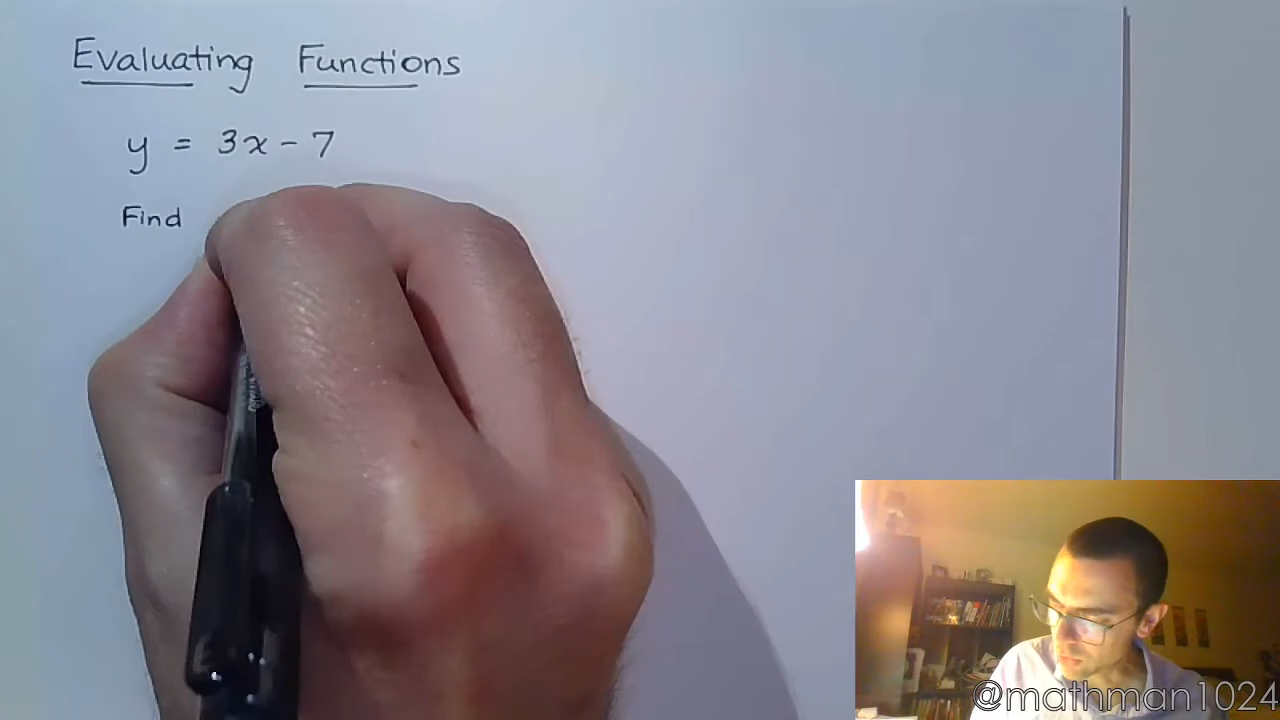 Evaluating Functions
y = 3x - 7
Find
@mathman1024